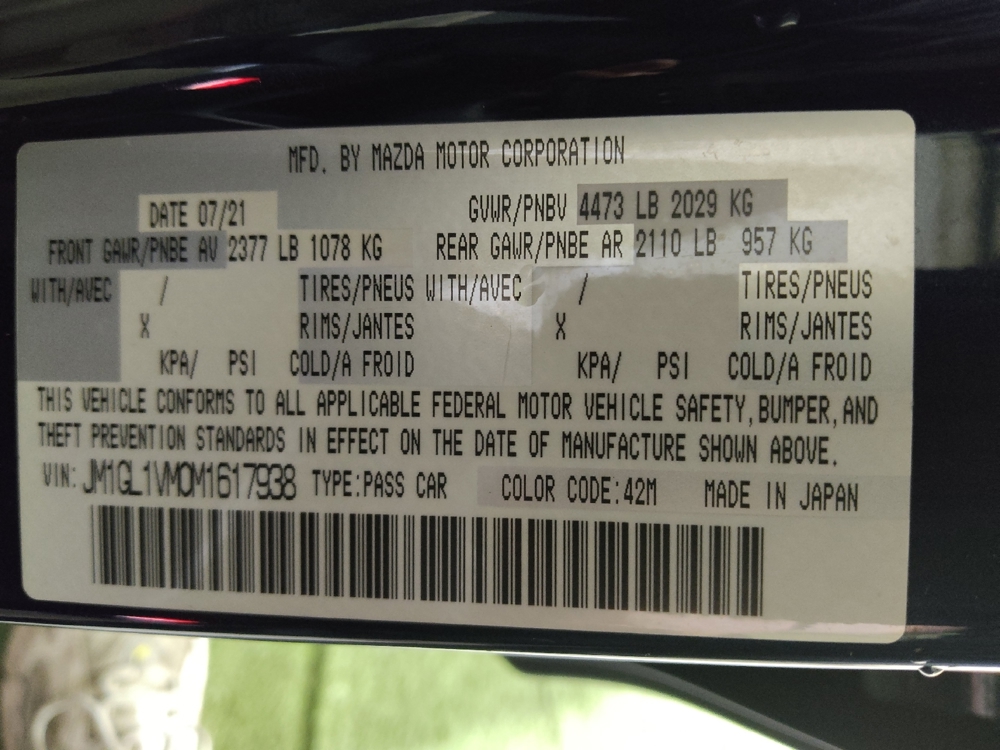 MFD. BY MAZDA MOTOR CORPORATION
DATE 07/21 GVWR/PNBV 4473 LB 2029 KG
FRONT GAWR/PNBE AV 2377 LB 1078 KG REAR GAWR/PNBE AR 2110 LB 957 KG
WITH/AVEC / TIRES/PNEUS WITH/AVEC / TIRES/PNEUS
X RIMS/JANTES X RIMS/JANTES
KPA/ PSI COLD/A FROID KPA/ PSI COLD/A FROID
THIS VEHICLE CONFORMS TO ALL APPLICABLE FEDERAL MOTOR VEHICLE SAFETY,BUMPER,AND
THEFT PREVENTION STANDARDS IN EFFECT ON THE DATE OF MANUFACTURE SHOWN ABOVE.
VIN: JM1GL1VM0M1617938 TYPE:PASS CAR COLOR CODE:42M MADE IN JAPAN